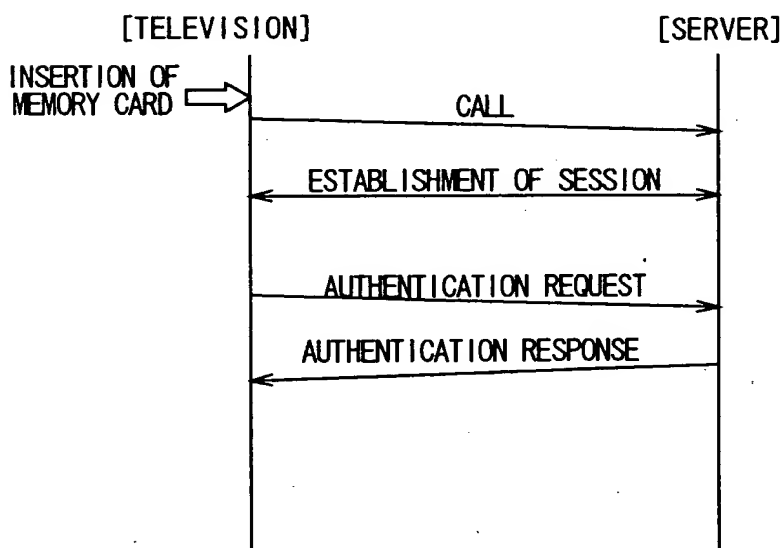 [TELEVISION]
[SERVER]
INSERTION OF
MEMORY CARD
CALL
ESTABLISHMENT OF SESSION
AUTHENTICATION REQUEST
AUTHENTICATION RESPONSE